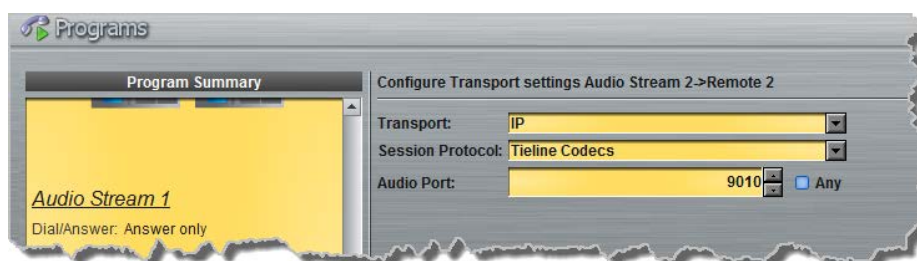 Programs
Program Summary
Configure Transport settings Audio Stream 2->Remote 2
Transport: IP
Session Protocol: Tieline Codecs
Audio Port: 9010 Any
Audio Stream 1
Dial/Answer: Answer only